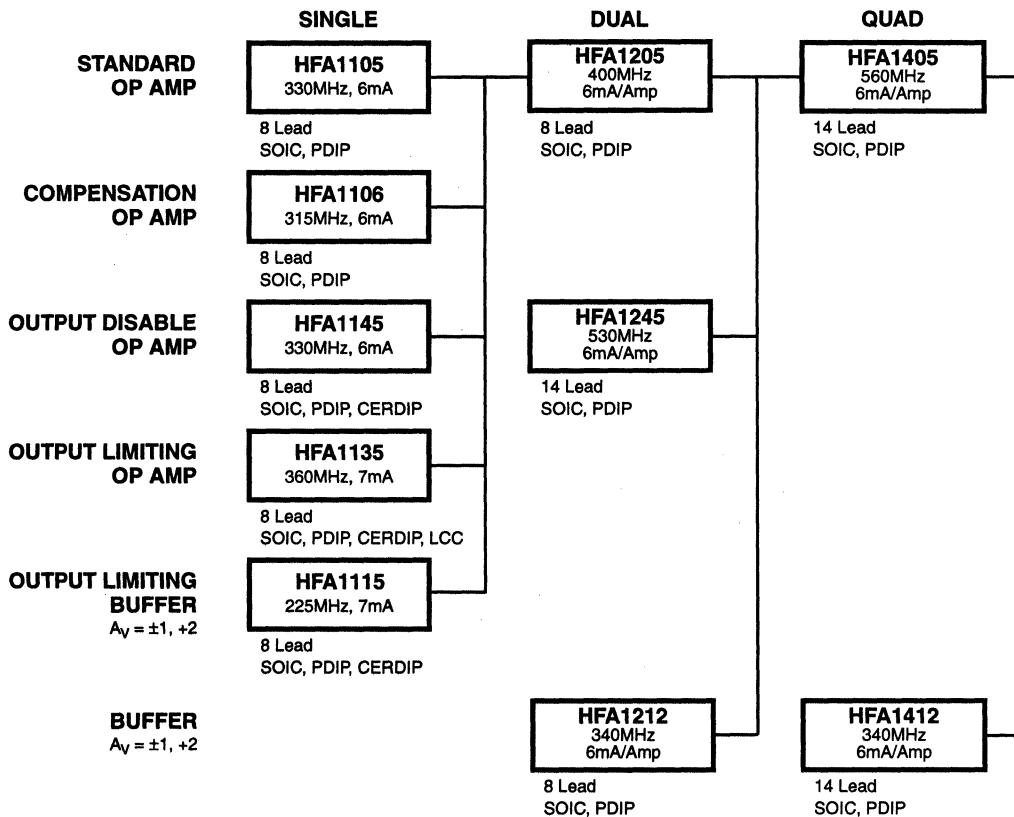 SINGLE DUAL QUAD
STANDARD
OP AMP
HFA1105
330MHz, 6mA
8 Lead
SOIC, PDIP
HFA1205
400MHz
6mA/Amp
8 Lead
SOIC, PDIP
HFA1405
560MHz
6mA/Amp
14 Lead
SOIC, PDIP
COMPENSATION
OP AMP
HFA1106
315MHz, 6mA
8 Lead
SOIC, PDIP
OUTPUT DISABLE
OP AMP
HFA1145
330MHz, 6mA
8 Lead
SOIC, PDIP, CERDIP
HFA1245
530MHz
6mA/Amp
14 Lead
SOIC, PDIP
OUTPUT LIMITING
OP AMP
HFA1135
360MHz, 7mA
8 Lead
SOIC, PDIP, CERDIP, LCC
OUTPUT LIMITING
BUFFER
AV = ±1, +2
HFA1115
225MHz, 7mA
8 Lead
SOIC, PDIP, CERDIP
BUFFER
AV = ±1, +2
HFA1212
340MHz
6mA/Amp
8 Lead
SOIC, PDIP
HFA1412
340MHz
6mA/Amp
14 Lead
SOIC, PDIP